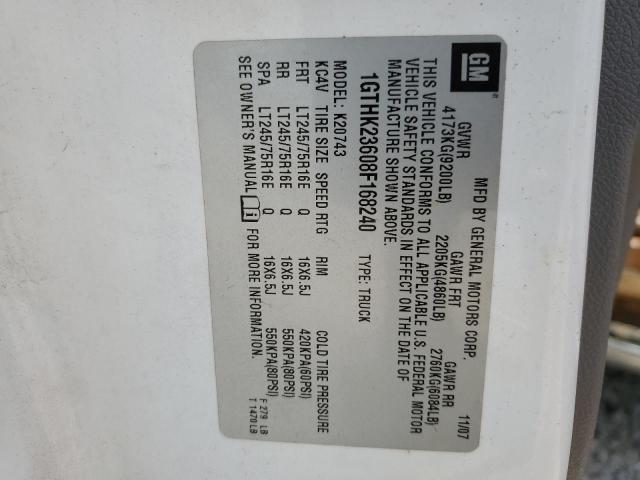 GM
MFD BY GENERAL MOTORS CORP. 11/07
GVWR GAWR FRT GAWR RR
4173KG(9200LB) 2205KG(4860LB) 2760KG(6084LB)
THIS VEHICLE CONFORMS TO ALL APPLICABLE U.S. FEDERAL MOTOR
VEHICLE SAFETY STANDARDS IN EFFECT ON THE DATE OF
MANUFACTURE SHOWN ABOVE.
1GTHK23608F168240 TYPE: TRUCK
MODEL: K20743
KC4V TIRE SIZE SPEED RTG RIM COLD TIRE PRESSURE
FRT LT245/75R16E Q 16X6.5J 420KPA(60PSI)
RR LT245/75R16E Q 16X6.5J 550KPA(80PSI)
SPA LT245/75R16E Q 16X6.5J 550KPA(80PSI)
SEE OWNER'S MANUAL i FOR MORE INFORMATION.
F 279 LB
T 1470 LB